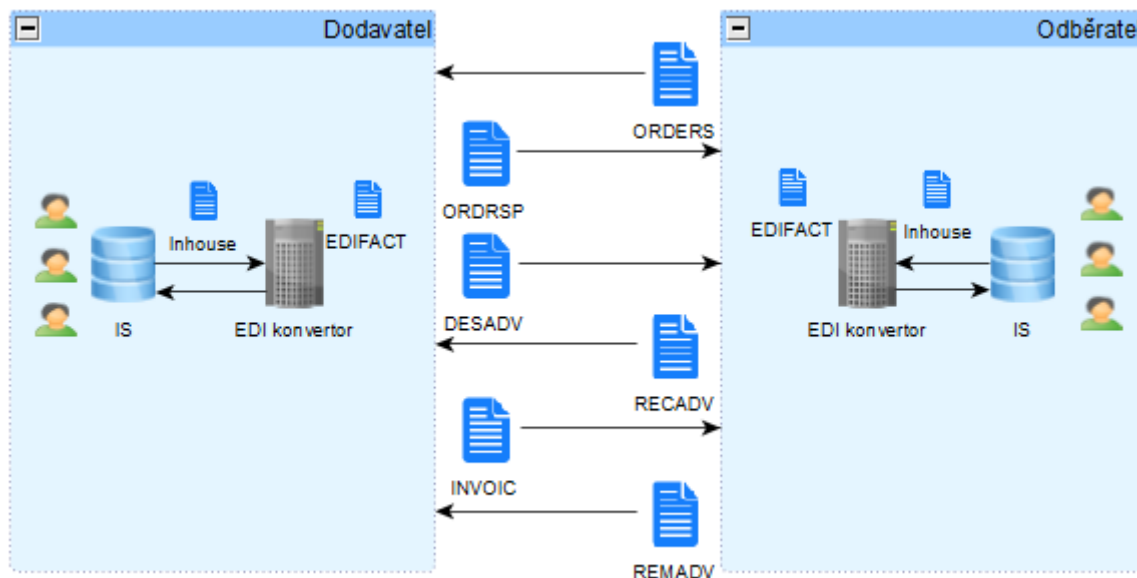 Dodavatel
Odběrate
ORDERS
ORDRSP
Inhouse
EDIFACT
EDIFACT
Inhouse
DESADV
IS
EDI konvertor
EDI konvertor
IS
RECADV
INVOIC
REMADV